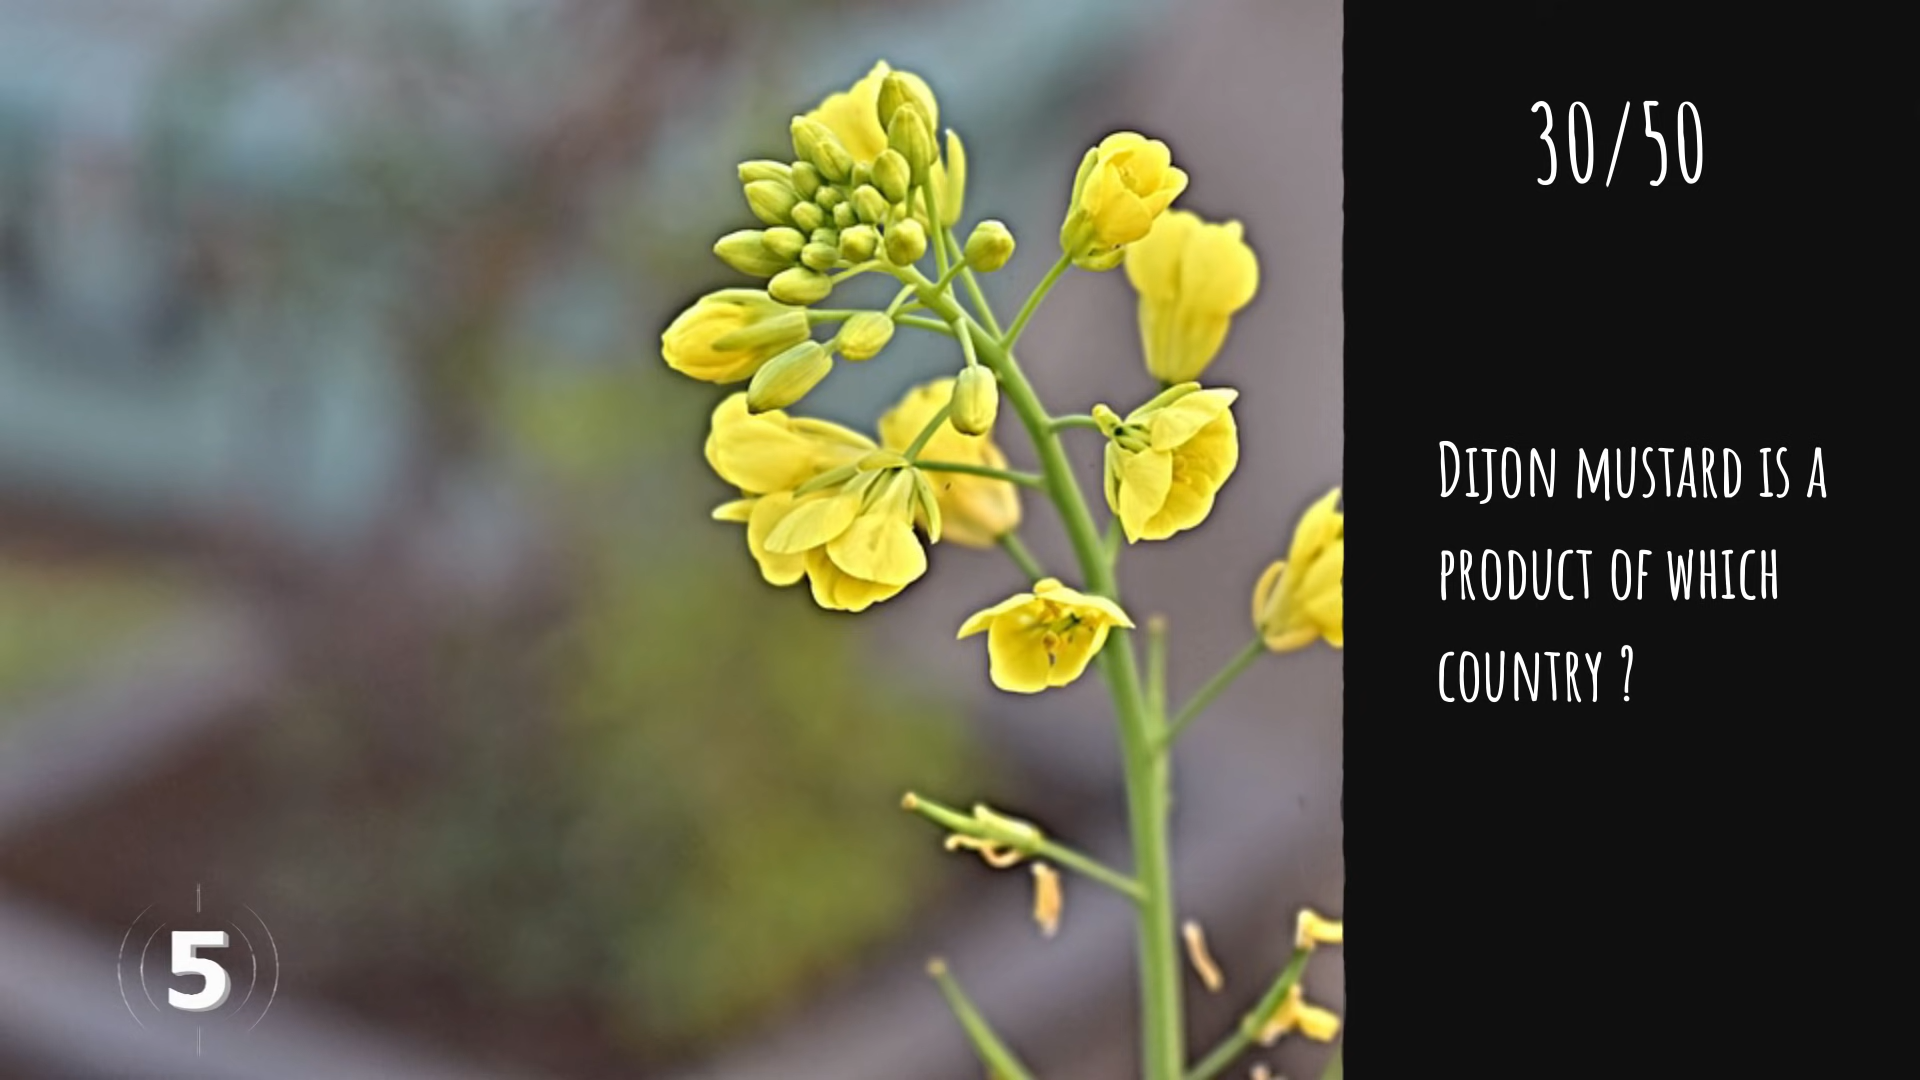 30/50
Dijon mustard is a
product of which
country ?
5